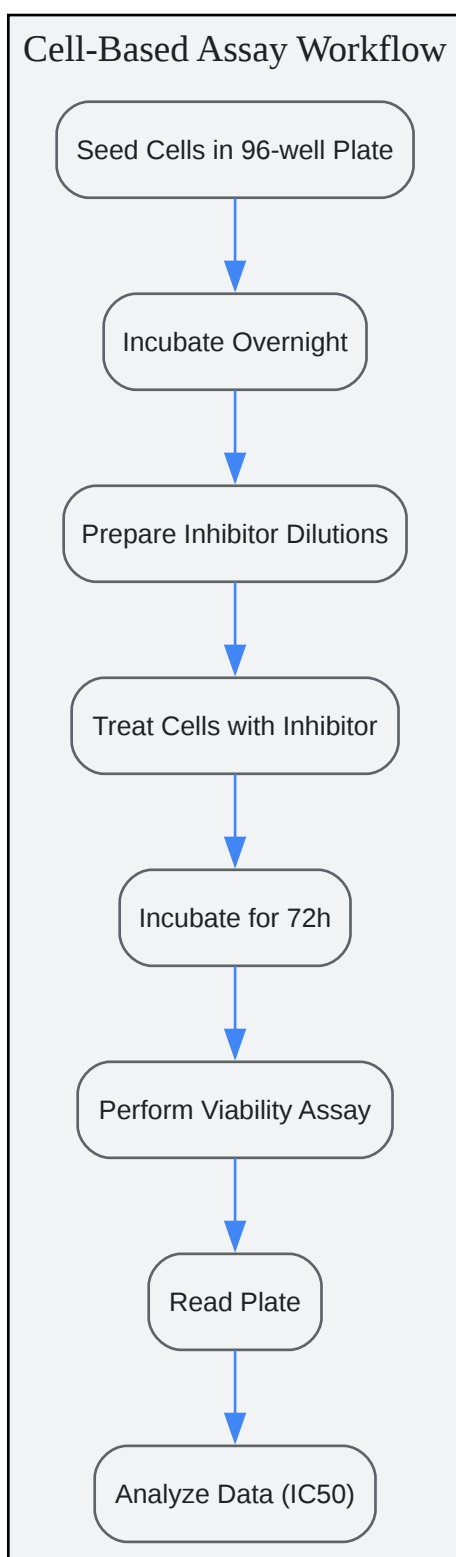 Cell-Based Assay Workflow
Seed Cells in 96-well Plate
Incubate Overnight
Prepare Inhibitor Dilutions
Treat Cells with Inhibitor
Incubate for 72h
Perform Viability Assay
Read Plate
Analyze Data (IC50)